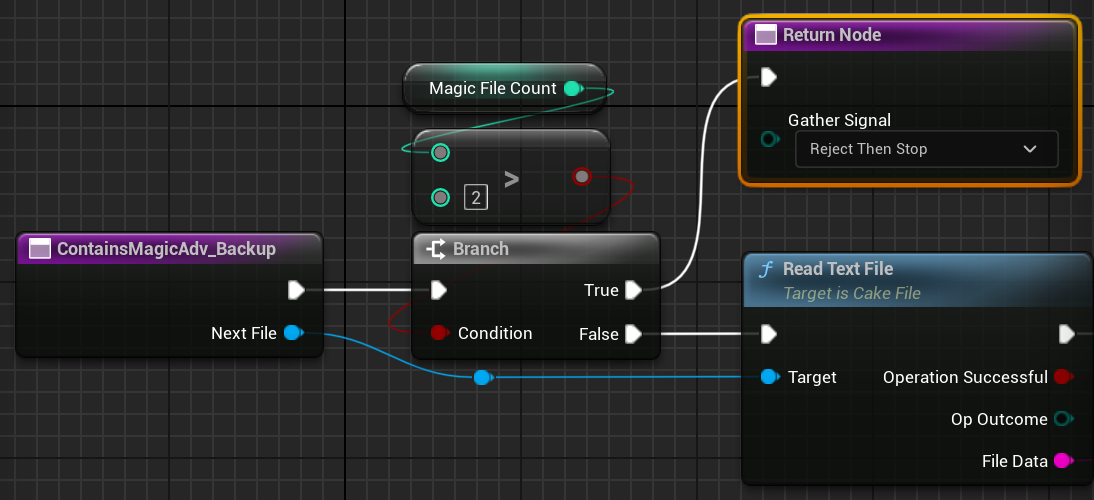 Return Node
Magic File Count
Gather Signal
Reject Then Stop
>
2
ContainsMagicAdv_Backup
Branch
Next File
True
Condition
False
f Read Text File
Target is Cake File
Target
Operation Successful
Op Outcome
File Data